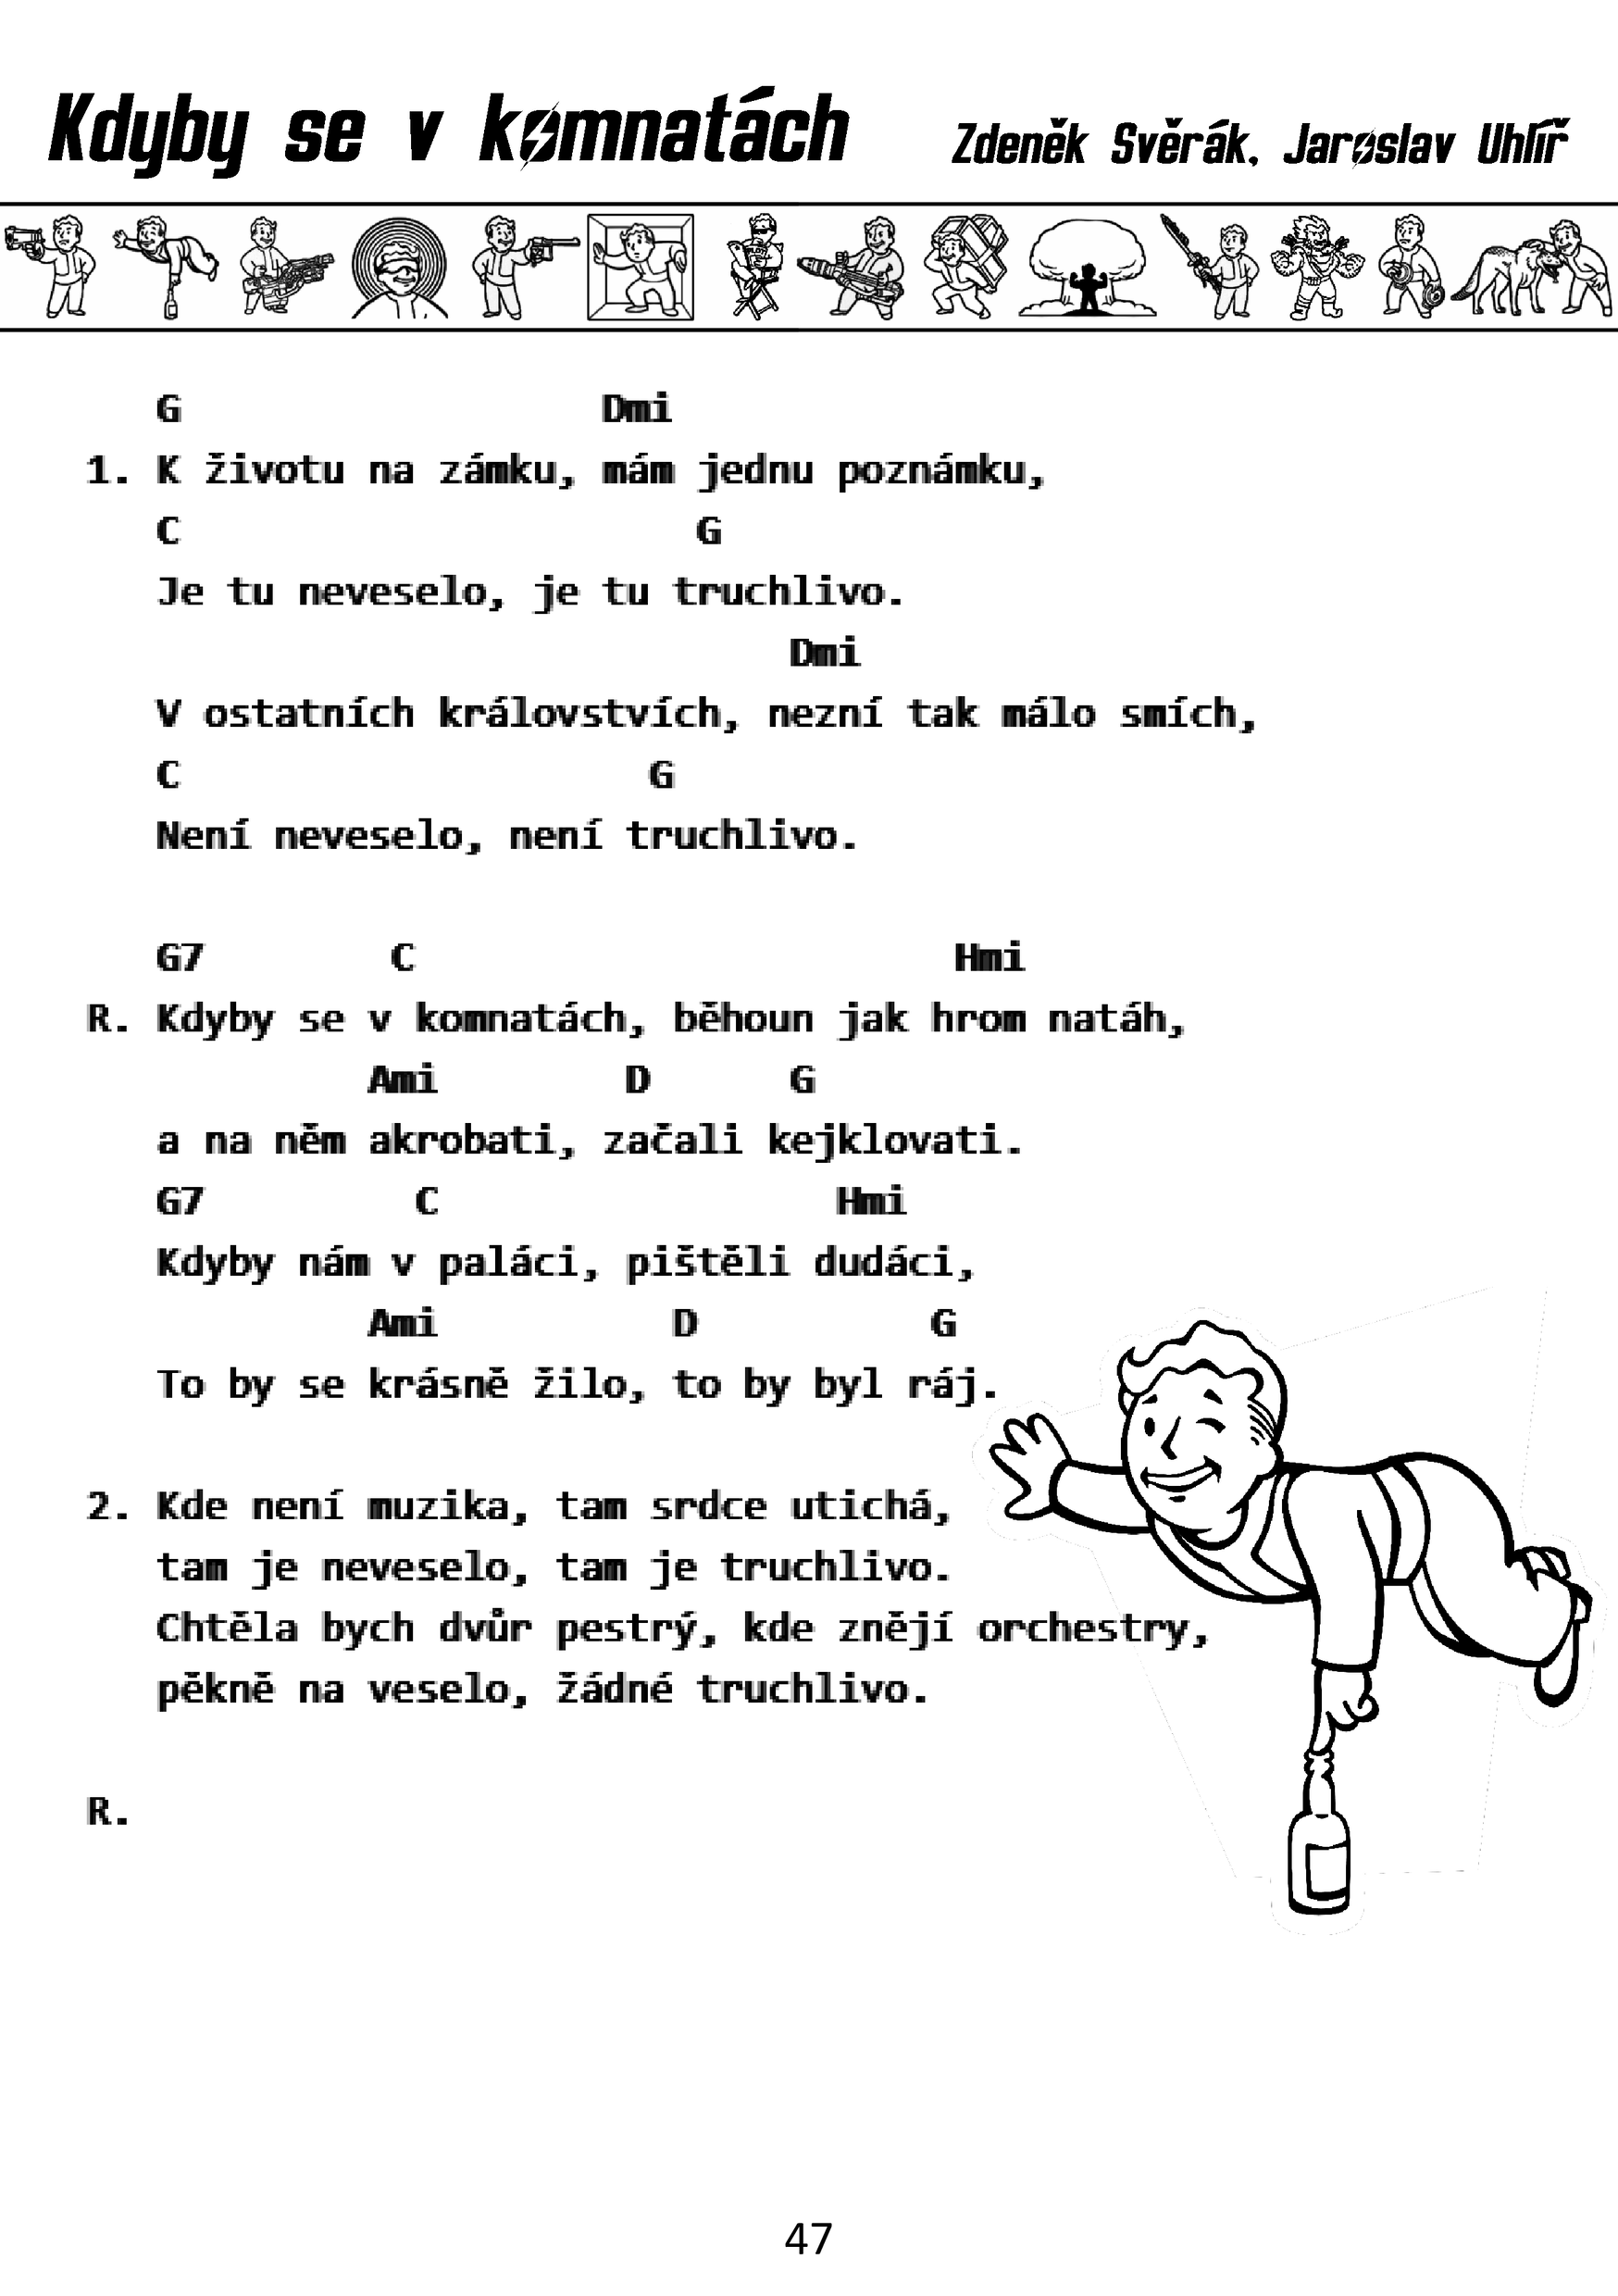 Kdyby se v komnatách Zdeněk Svěrák, Jaroslav Uhlíř
G Dmi
1. K životu na zámku, mám jednu poznámku,
C G
Je tu neveselo, je tu truchlivo.
Dmi
V ostatních královstvích, nezní tak málo smích,
C G
Není neveselo, není truchlivo.
G7 C Hmi
R. Kdyby se v komnatách, běhoun jak hrom natáh,
Ami D G
a na něm akrobati, začali kejklovati.
G7 C Hmi
Kdyby nám v paláci, pištěli dudáci,
Ami D G
To by se krásně žilo, to by byl ráj.
2. Kde není muzika, tam srdce utichá,
tam je neveselo, tam je truchlivo.
Chtěla bych dvůr pestrý, kde znějí orchestry,
pěkně na veselo, žádné truchlivo.
R.
47